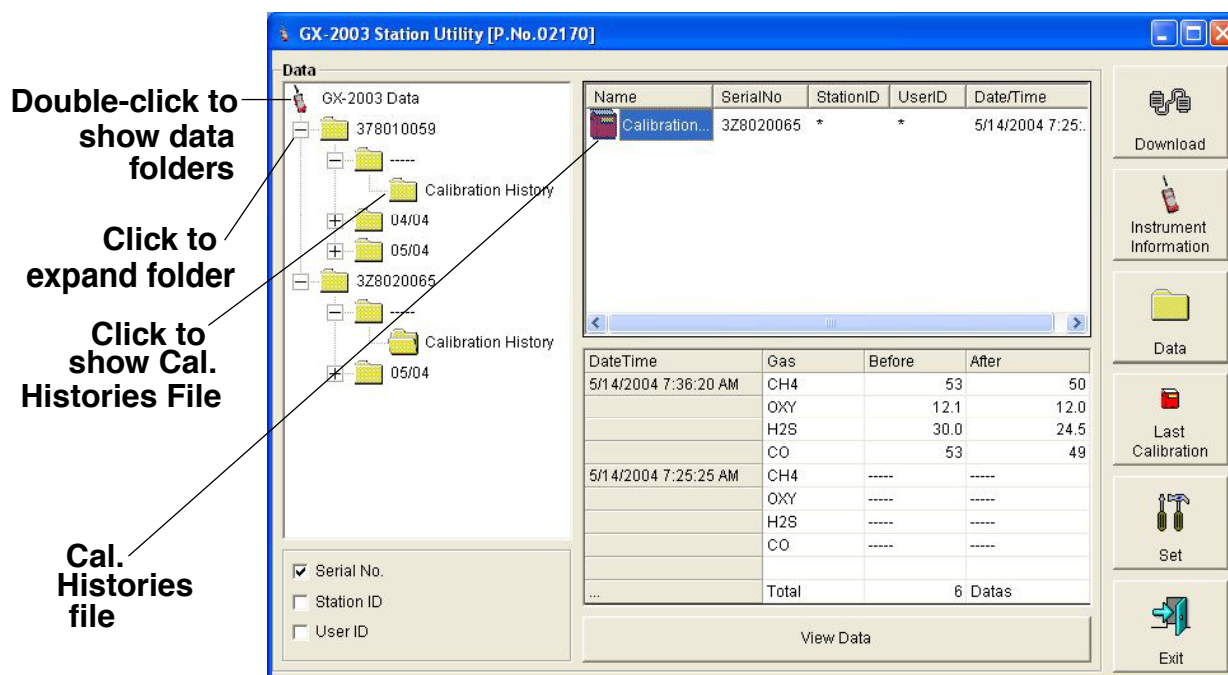 GX-2003 Station Utility [P.No.02170]
Double-click to
show data
folders
Click to
expand folder
Click to
show Cal.
Histories File
Cal.
Histories
file
Data
GX-2003 Data
378010059
-----
Calibration History
04/04
05/04
3Z8020065
-----
Calibration History
05/04
Serial No.
Station ID
User ID
Name SerialNo StationID UserID Date/Time
Calibration... 3Z8020065 * * 5/14/2004 7:25:.
DateTime Gas Before After
5/14/2004 7:36:20 AM CH4 53 50
OXY 12.1 12.0
H2S 30.0 24.5
CO 53 49
5/14/2004 7:25:25 AM CH4 ----- -----
OXY ----- -----
H2S ----- -----
CO ----- -----
... Total 6 Datas
View Data
Download
Instrument
Information
Data
Last
Calibration
Set
Exit